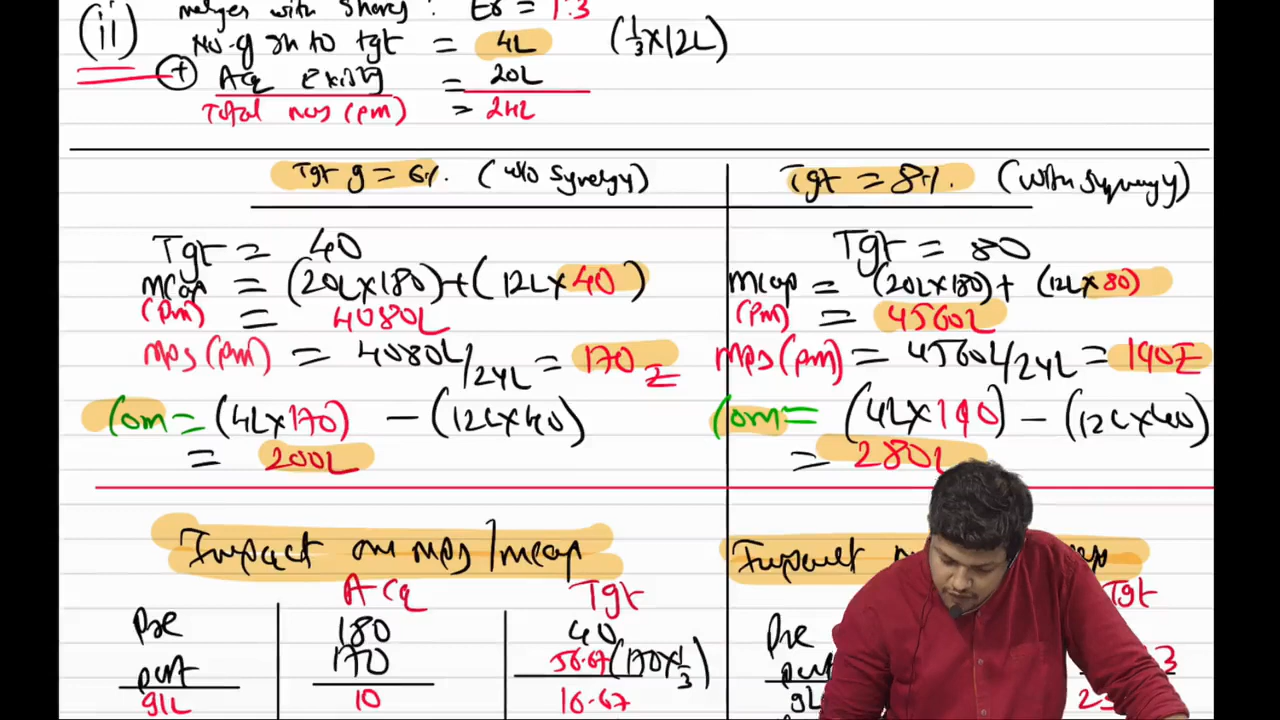 (ii) merger with shares: ER = 1:3
No. of sh to tgt = 4L (1/3 x 12L)
+ Acq existing = 20L
Total nos (pm) = 24L
Tgt g = 6%. (w/o Synergy)
Tgt = 40
mcap (pm) = (20L x 180) + (12L x 40)
= 4080L
mps (pm) = 4080L/24L = 170
Com = (4L x 170) - (12L x 40)
= 200L
Impact on mps/mcap
Acq Tgt
Pre 180 40
post 170 56.67 (170 x 1/3)
g/L 10 16.67
Tgt = 8%. (with synergy)
Tgt = 80
mcap (pm) = (20L x 180) + (12L x 80)
= 4560L
mps (pm) = 4560L/24L = 190
Com = (4L x 190) - (12L x 40)
= 280L
Impact
Tgt
Pre
post 3
g/L